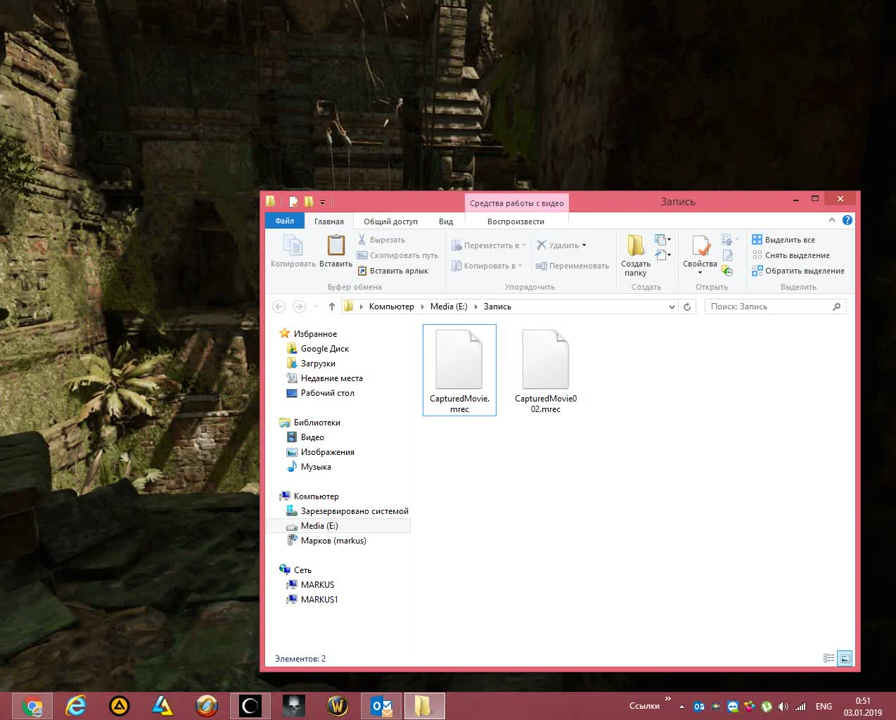 Средства работы с видео
Запись
Файл
Главная
Общий доступ
Вид
Воспроизвести
Копировать
Вставить
Вырезать
Скопировать путь
Вставить ярлык
Буфер обмена
Переместить в
Копировать в
Удалить
Переименовать
Упорядочить
Создать
папку
Создать
Свойства
Открыть
Выделить все
Снять выделение
Обратить выделение
Выделить
Компьютер
Media (E:)
Запись
Поиск: Запись
Избранное
Google Диск
Загрузки
Недавние места
Рабочий стол
Библиотеки
Видео
Изображения
Музыка
Компьютер
Зарезервировано системой
Media (E:)
Марков (markus)
Сеть
MARKUS
MARKUS1
CapturedMovie.
mrec
CapturedMovie0
02.mrec
Элементов: 2
Ссылки
ENG
0:51
03.01.2019